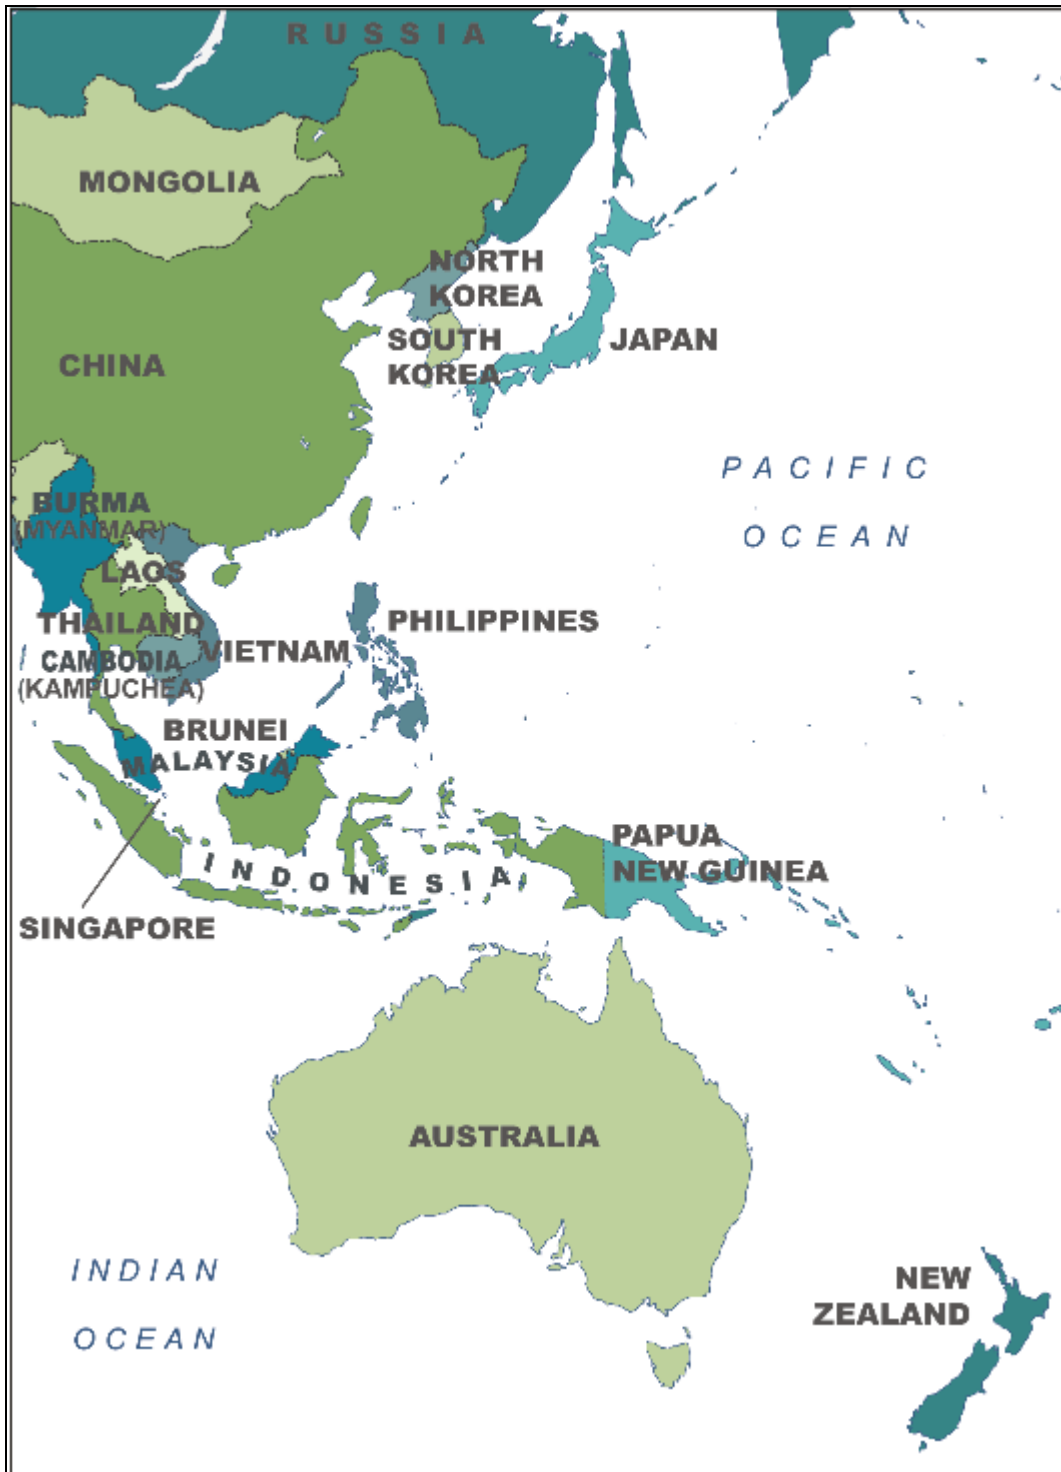 RUSSIA
MONGOLIA
NORTH
KOREA
SOUTH
KOREA
JAPAN
CHINA
PACIFIC
OCEAN
BURMA
(MYANMAR)
LAOS
THAILAND
PHILIPPINES
VIETNAM
CAMBODIA
(KAMPUCHEA)
BRUNEI
MALAYSIA
PAPUA
NEW GUINEA
INDONESIA
SINGAPORE
AUSTRALIA
INDIAN
OCEAN
NEW
ZEALAND